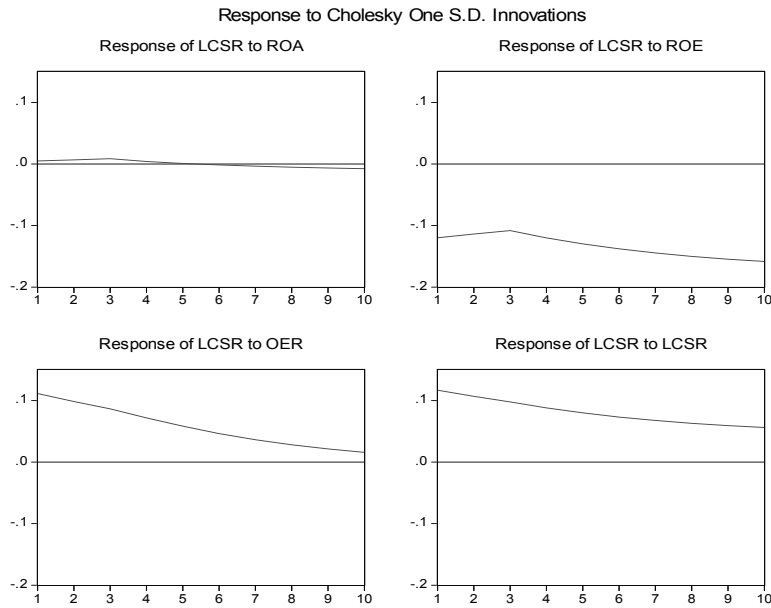 Response to Cholesky One S.D. Innovations
Response of LCSR to ROA
.1
.0
-.1
-.2
1 2 3 4 5 6 7 8 9 10
Response of LCSR to ROE
.1
.0
-.1
-.2
1 2 3 4 5 6 7 8 9 10
Response of LCSR to OER
.1
.0
-.1
-.2
1 2 3 4 5 6 7 8 9 10
Response of LCSR to LCSR
.1
.0
-.1
-.2
1 2 3 4 5 6 7 8 9 10